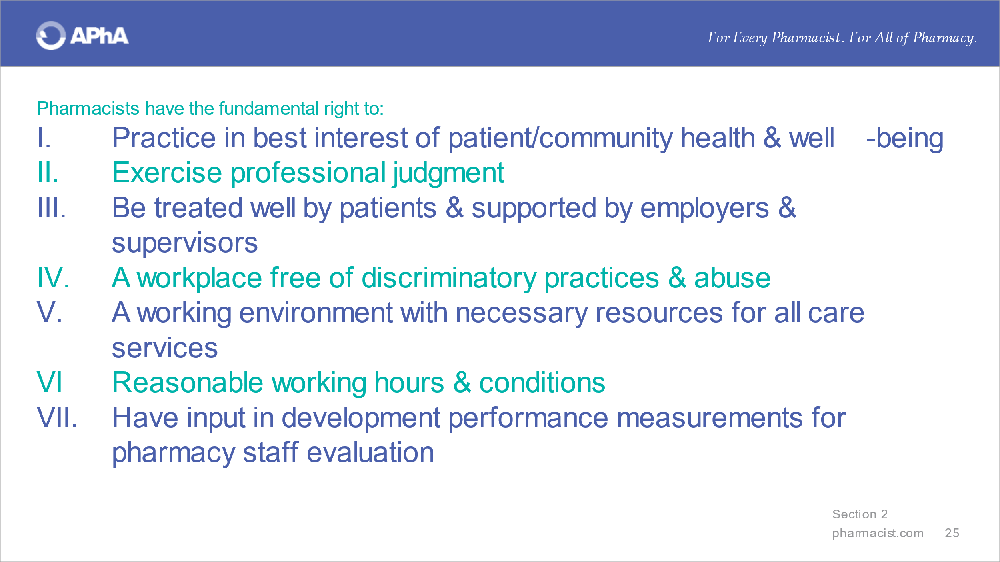 APhA
For Every Pharmacist. For All of Pharmacy.
Pharmacists have the fundamental right to:
I. Practice in best interest of patient/community health & well -being
II. Exercise professional judgment
III. Be treated well by patients & supported by employers &
supervisors
IV. A workplace free of discriminatory practices & abuse
V. A working environment with necessary resources for all care
services
VI Reasonable working hours & conditions
VII. Have input in development performance measurements for
pharmacy staff evaluation
Section 2
pharmacist.com 25